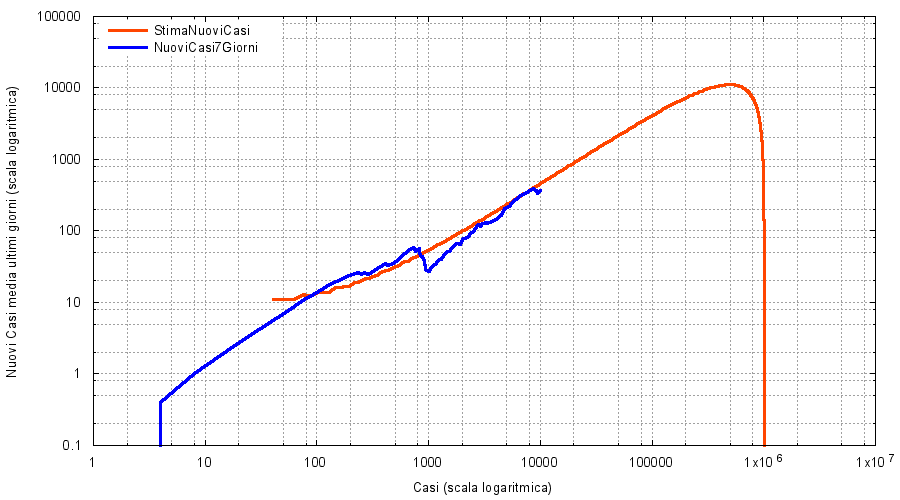 100000
10000
1000
100
10
1
0.1
StimaNuoviCasi
NuoviCasi7Giorni
Nuovi Casi media ultimi giorni (scala logaritmica)
1 10 100 1000 10000 100000 1x10^6 1x10^7
Casi (scala logaritmica)